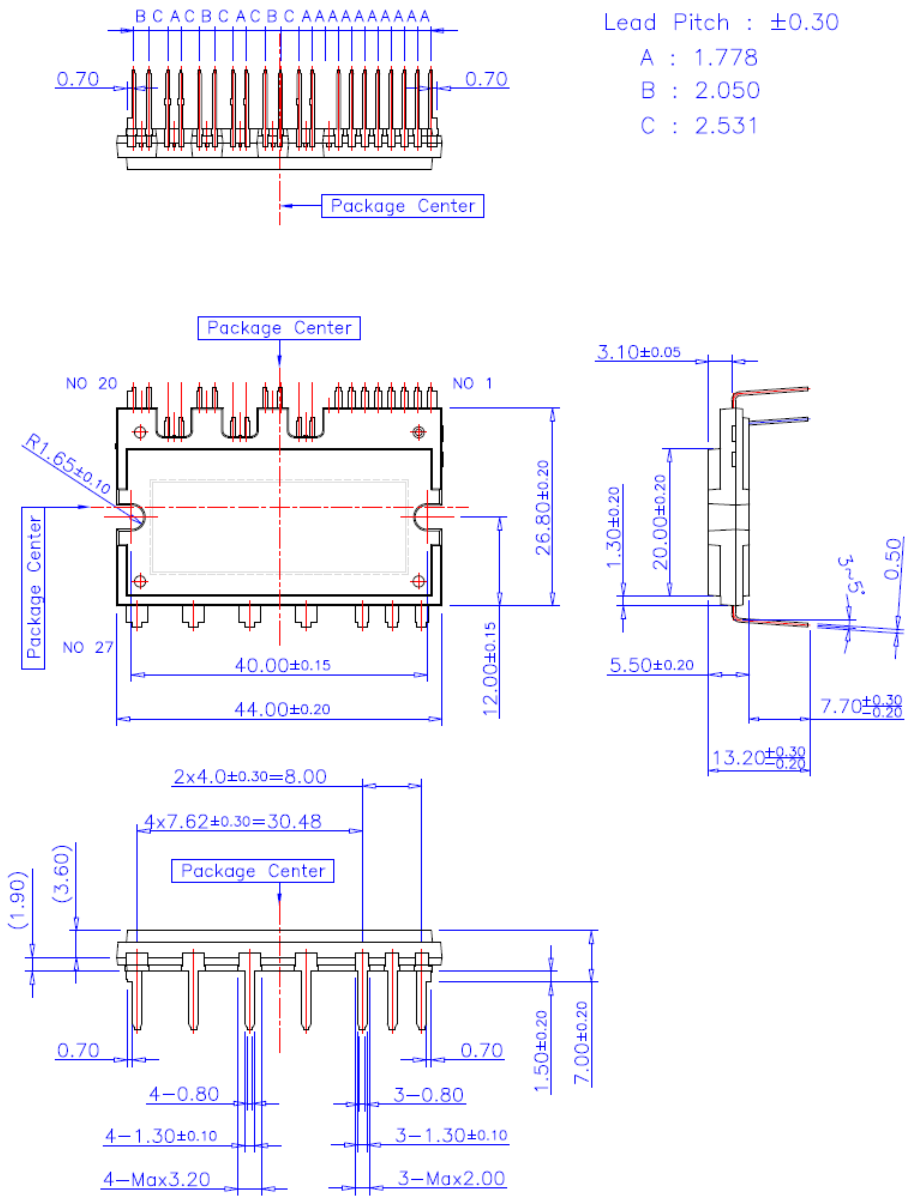 B C A C B C A C B C A A A A A A A A A A
Lead Pitch : ±0.30
A : 1.778
B : 2.050
C : 2.531
0.70
0.70
Package Center
Package Center
NO 20
NO 1
3.10±0.05
R1.65±0.10
Package Center
26.80±0.20
1.30±0.20
20.00±0.20
3~5°
0.50
NO 27
40.00±0.15
12.00±0.15
5.50±0.20
44.00±0.20
7.70+0.30
-0.20
13.20+0.30
-0.20
2x4.0±0.30=8.00
4x7.62±0.30=30.48
Package Center
(1.90)
(3.60)
0.70
0.70
1.50±0.20
7.00±0.20
4-0.80
3-0.80
4-1.30±0.10
3-1.30±0.10
4-Max3.20
3-Max2.00